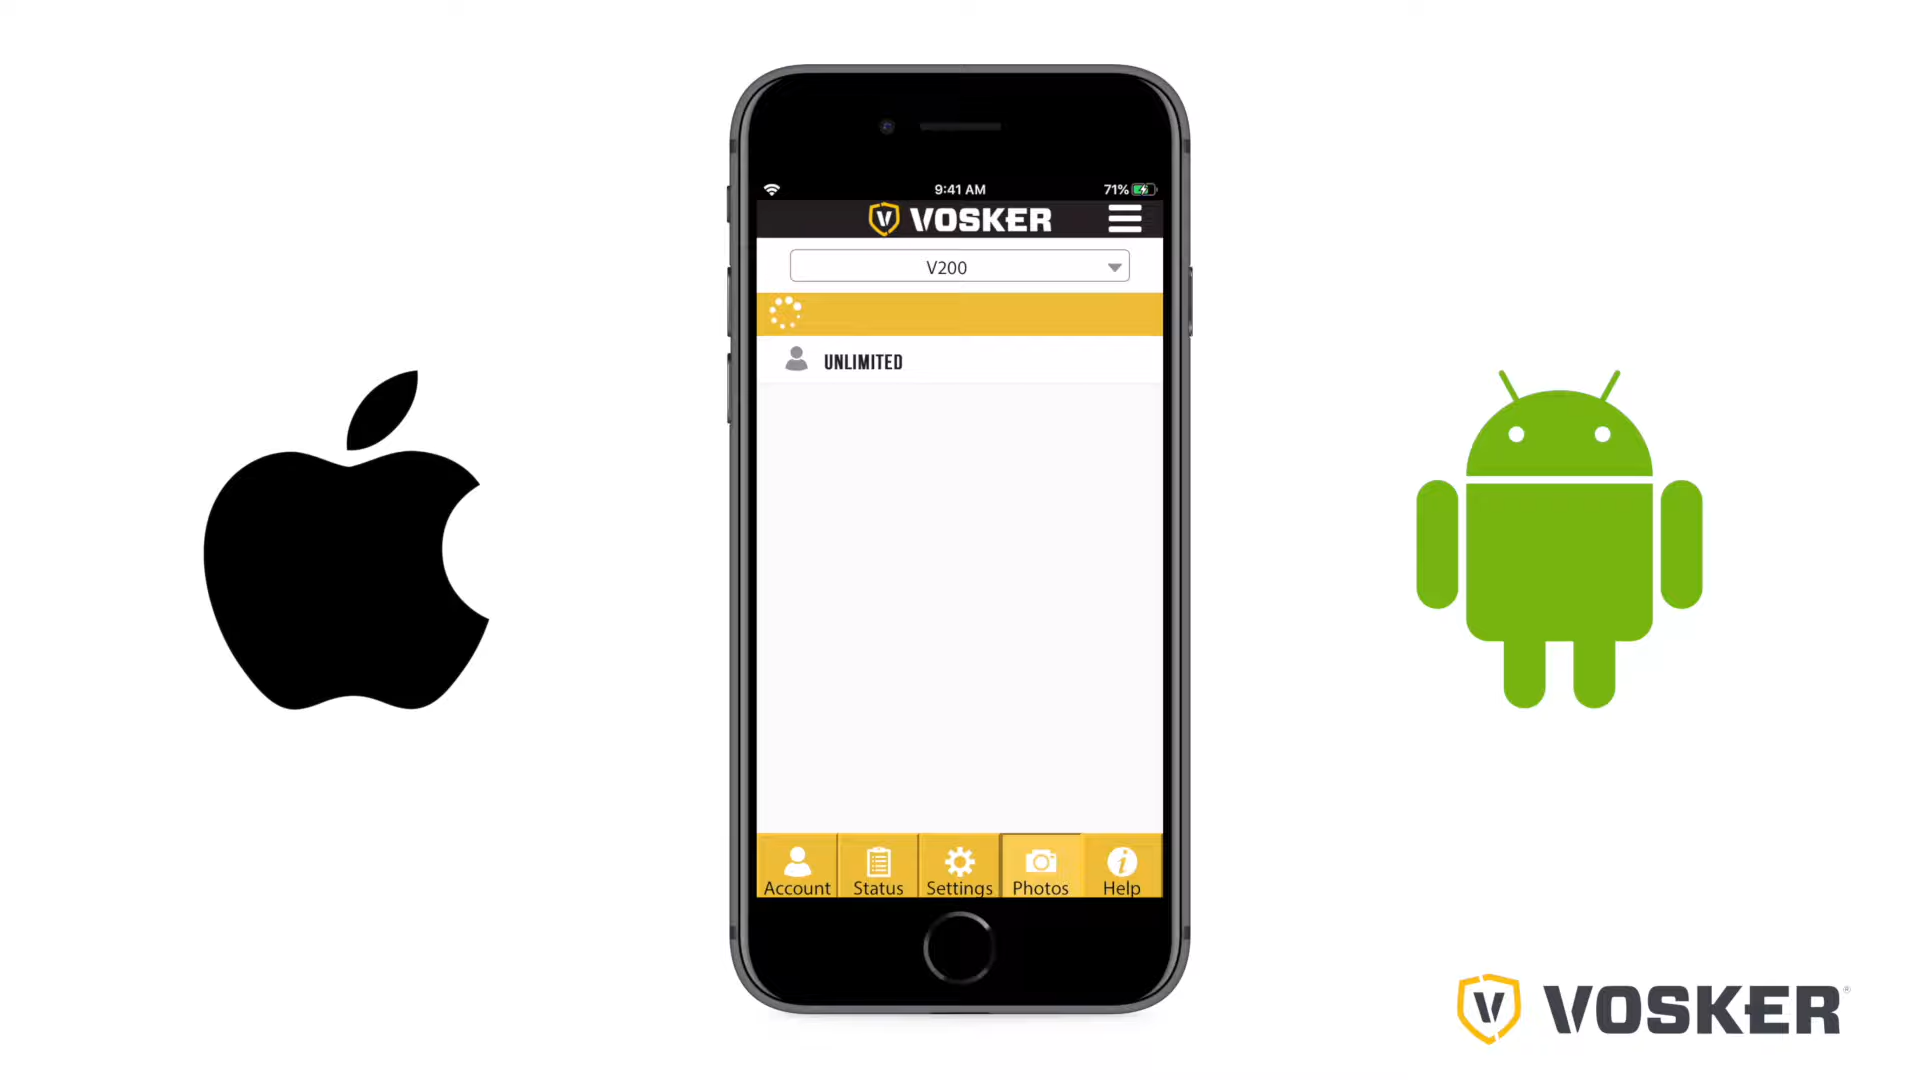 9:41 AM
71%
VOSKER
V200
UNLIMITED
Account Status Settings Photos Help
VOSKER®